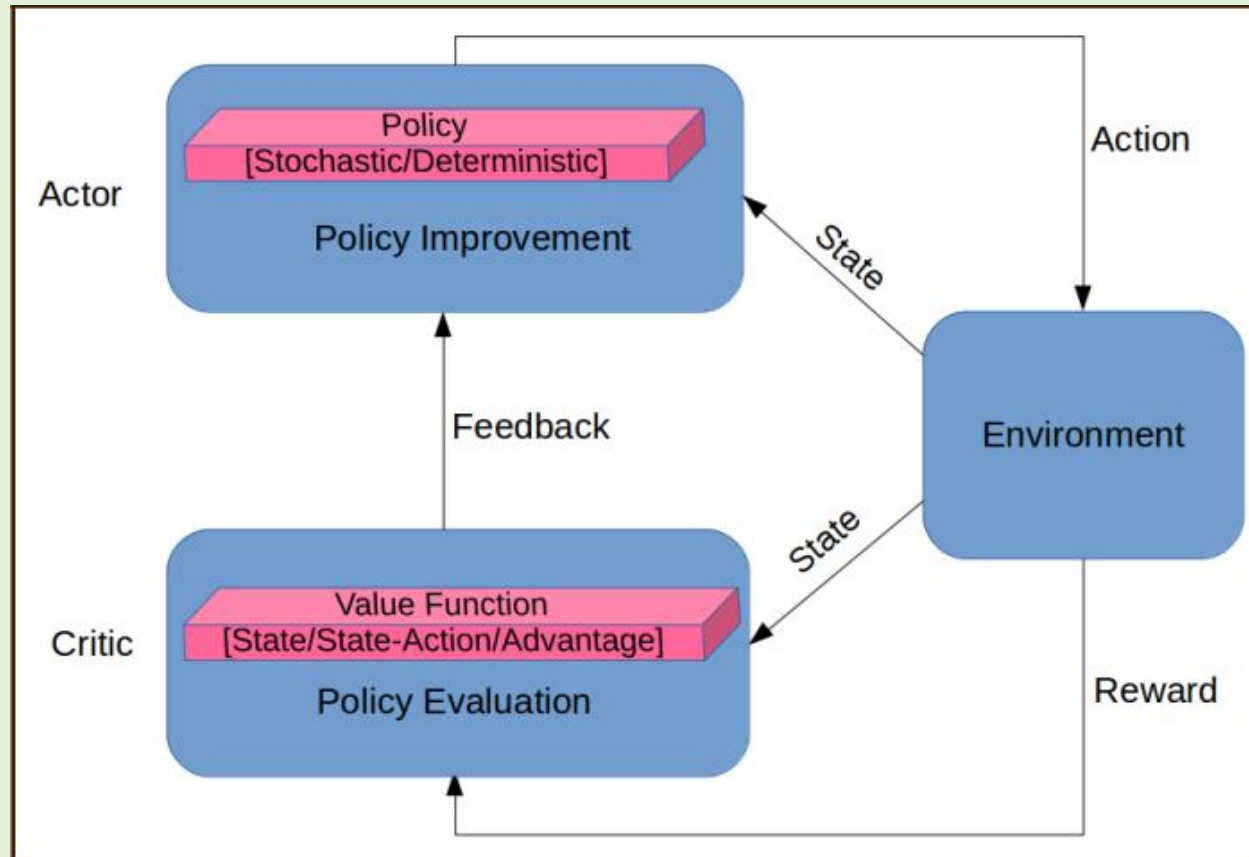 Policy
[Stochastic/Deterministic]
Actor
Policy Improvement
Action
State
Feedback
Environment
State
Value Function
[State/State-Action/Advantage]
Critic
Policy Evaluation
Reward